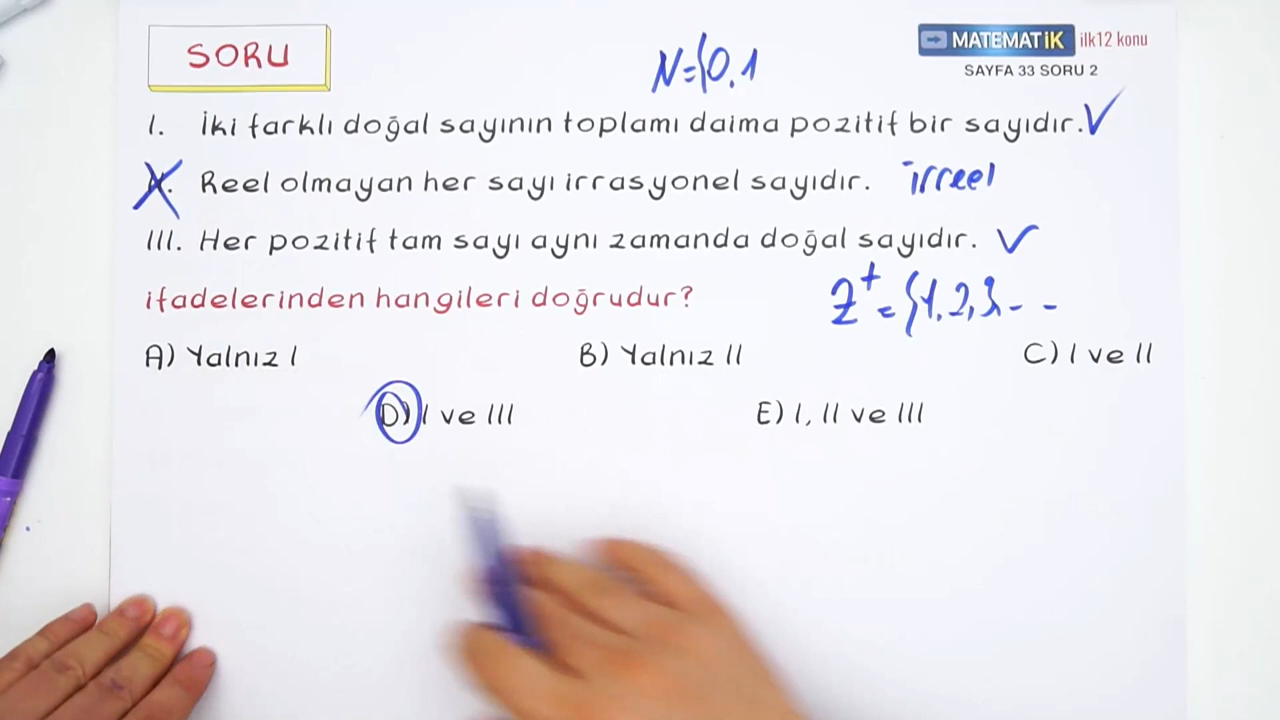 SORU
N={0.1
MATEMATİK ilk12 konu
SAYFA 33 SORU 2
I. İki farklı doğal sayının toplamı daima pozitif bir sayıdır. ✓
Reel olmayan her sayı irrasyonel sayıdır. irreel
III. Her pozitif tam sayı aynı zamanda doğal sayıdır. ✓
ifadelerinden hangileri doğrudur?
Z⁺={1,2,3--
A) Yalnız I B) Yalnız II C) I ve II
D) I ve III E) I, II ve III